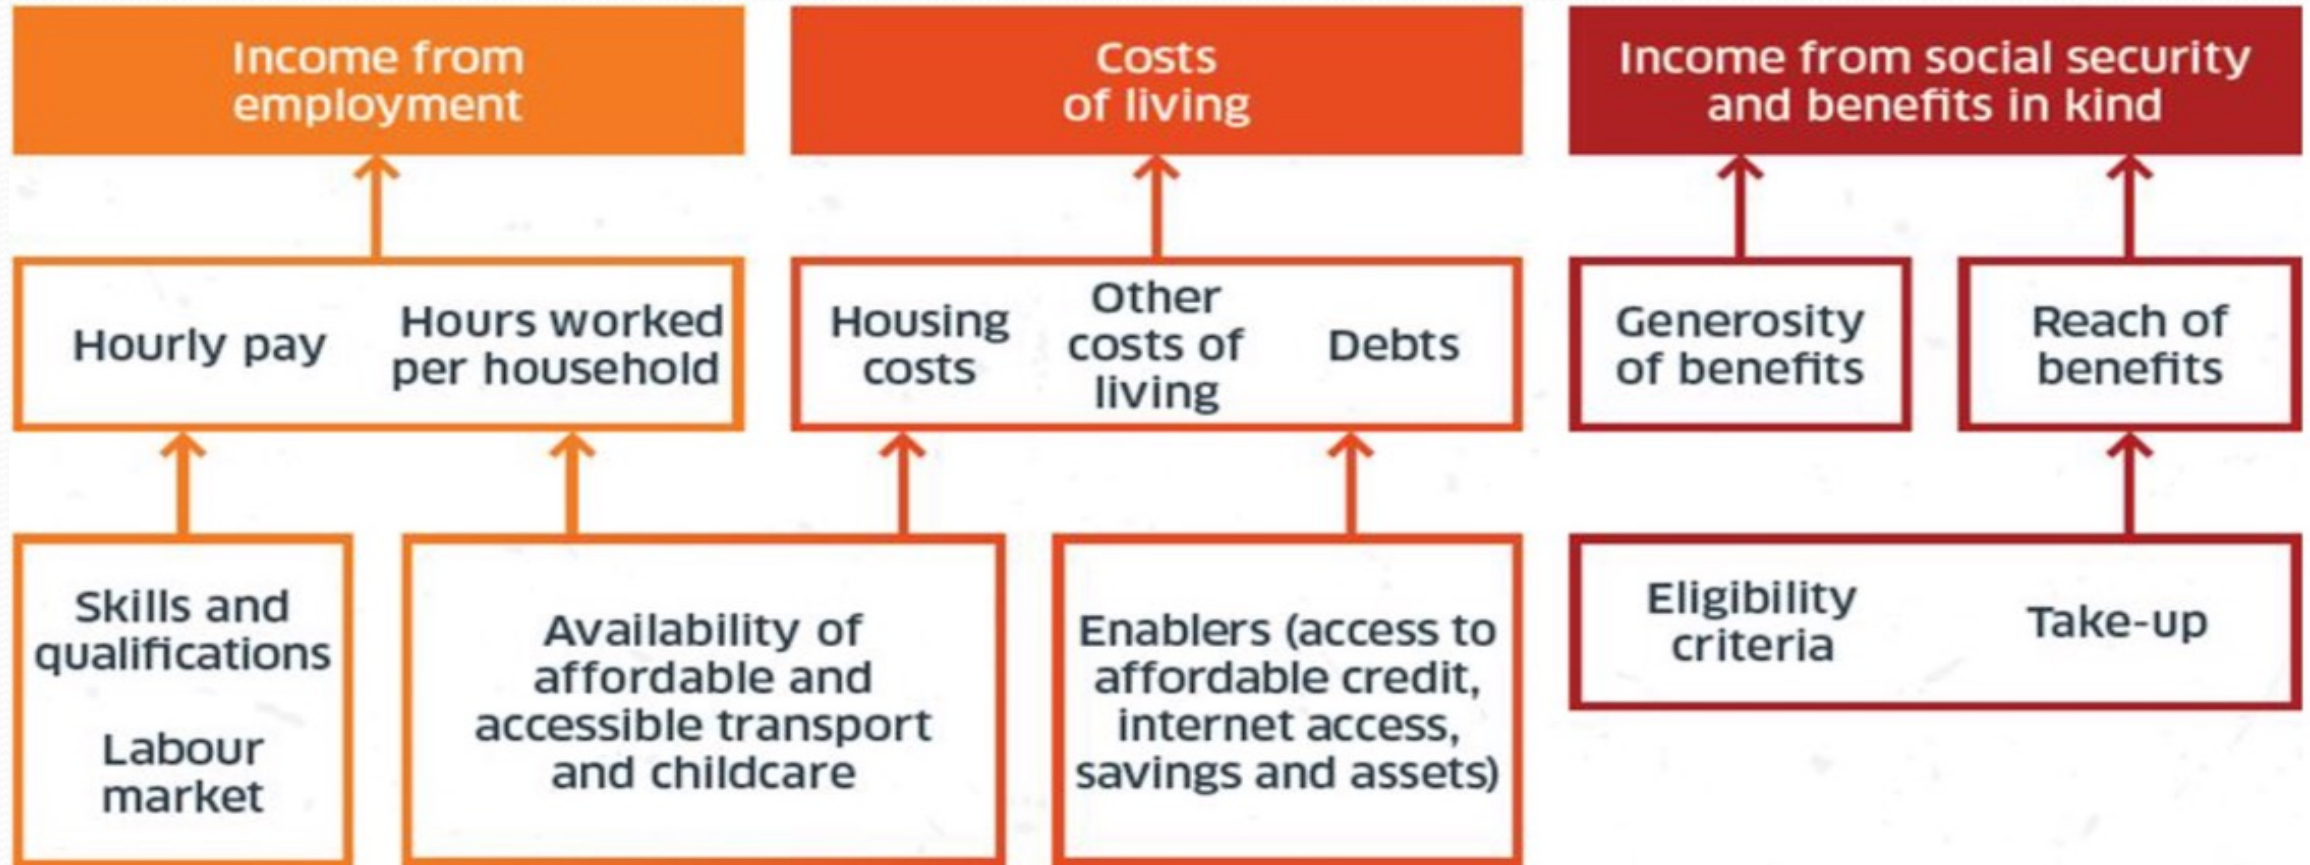 Income from
employment
Costs
of living
Income from social security
and benefits in kind
Hourly pay
Hours worked
per household
Housing
costs
Other
costs of
living
Debts
Generosity
of benefits
Reach of
benefits
Skills and
qualifications
Labour
market
Availability of
affordable and
accessible transport
and childcare
Enablers (access to
affordable credit,
internet access,
savings and assets)
Eligibility
criteria
Take-up